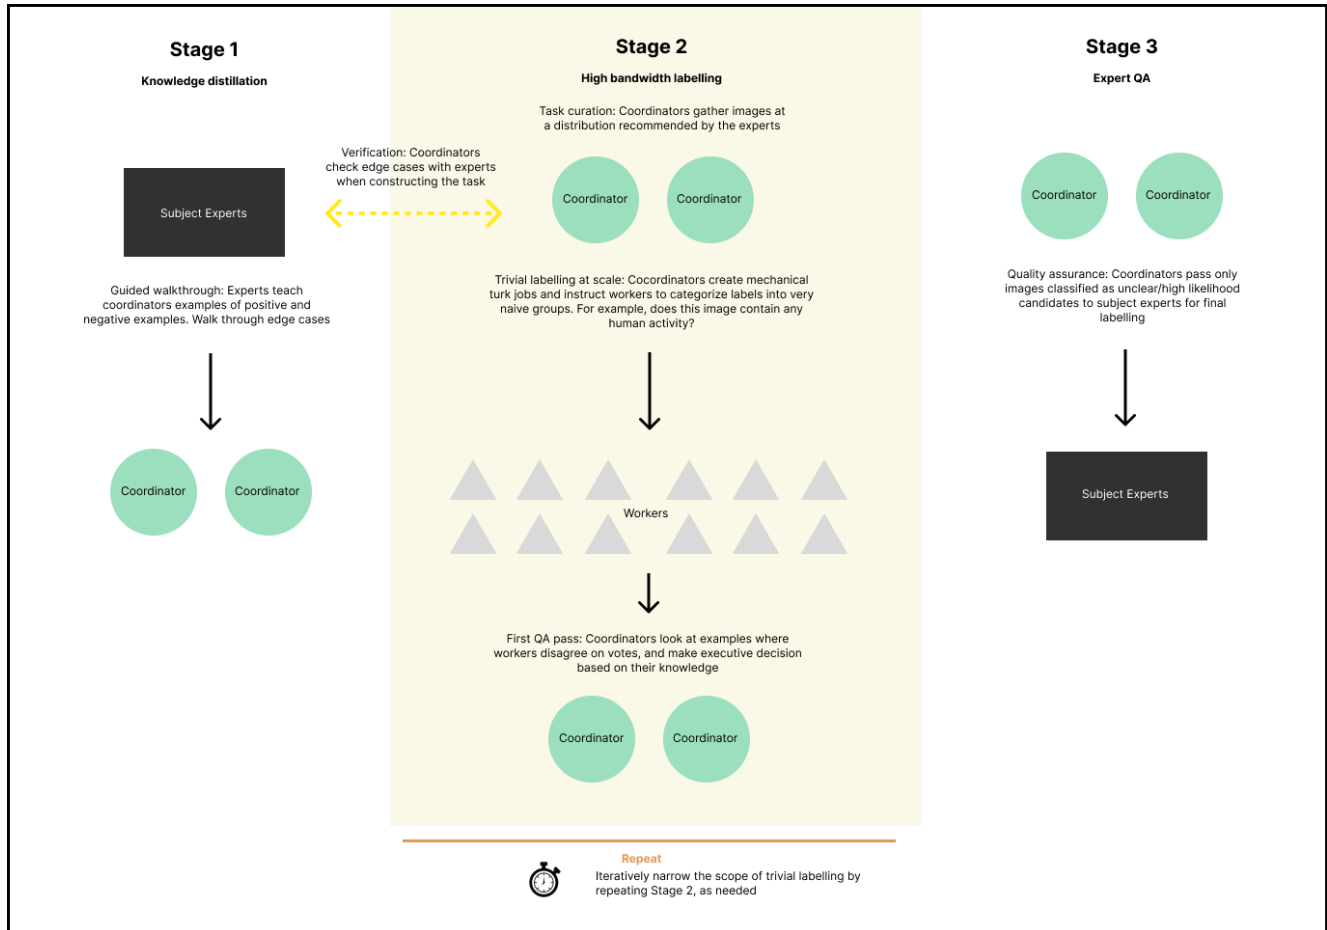 Stage 1
Knowledge distillation
Subject Experts
Guided walkthrough: Experts teach
coordinators examples of positive and
negative examples. Walk through edge cases
Coordinator
Coordinator
Verification: Coordinators
check edge cases with experts
when constructing the task
Stage 2
High bandwidth labelling
Task curation: Coordinators gather images at
a distribution recommended by the experts
Coordinator
Coordinator
Trivial labelling at scale: Cocordinators create mechanical
turk jobs and instruct workers to categorize labels into very
naive groups. For example, does this image contain any
human activity?
Workers
First QA pass: Coordinators look at examples where
workers disagree on votes, and make executive decision
based on their knowledge
Coordinator
Coordinator
Repeat
Iteratively narrow the scope of trivial labelling by
repeating Stage 2, as needed
Stage 3
Expert QA
Coordinator
Coordinator
Quality assurance: Coordinators pass only
images classified as unclear/high likelihood
candidates to subject experts for final
labelling
Subject Experts